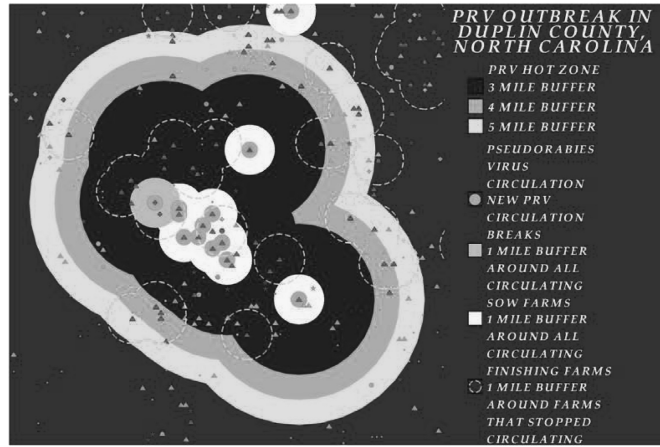 PRV OUTBREAK IN
DUPLIN COUNTY,
NORTH CAROLINA
PRV HOT ZONE
3 MILE BUFFER
4 MILE BUFFER
5 MILE BUFFER
PSEUDORABIES
VIRUS
CIRCULATION
NEW PRV
CIRCULATION
BREAKS
1 MILE BUFFER
AROUND ALL
CIRCULATING
SOW FARMS
1 MILE BUFFER
AROUND ALL
CIRCULATING
FINISHING FARMS
1 MILE BUFFER
AROUND FARMS
THAT STOPPED
CIRCULATING